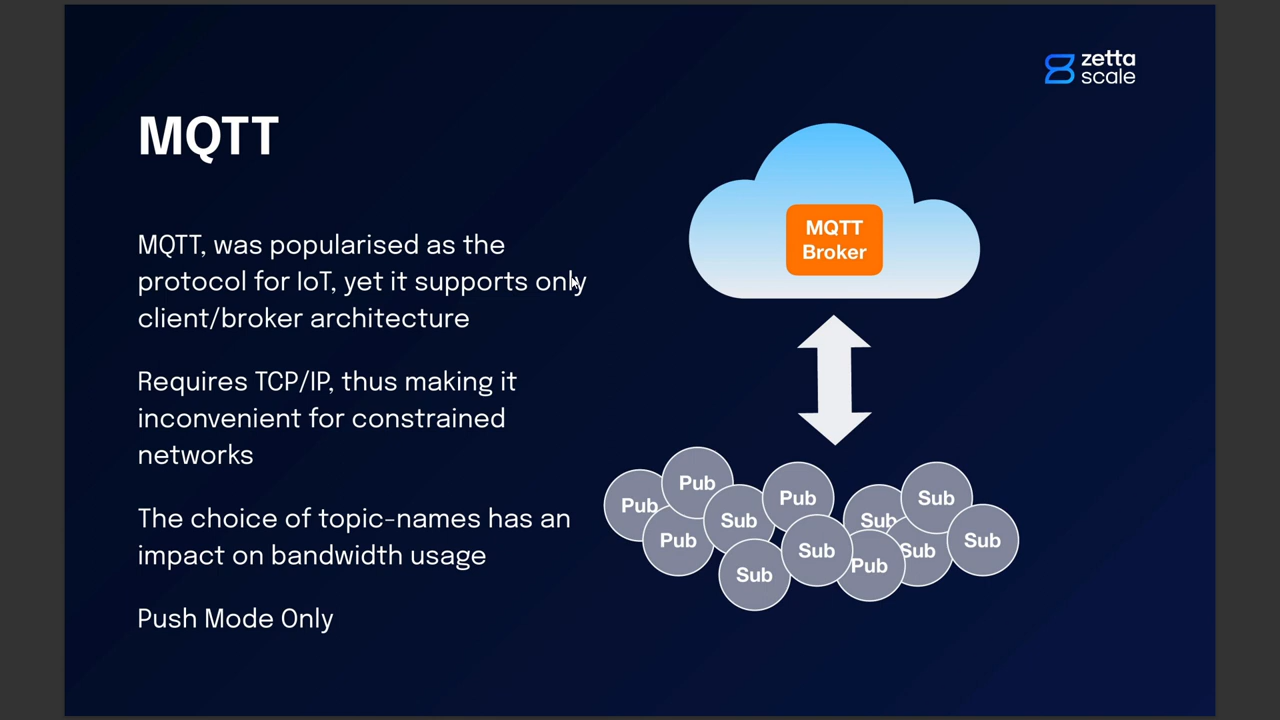 zetta
scale
MQTT
MQTT, was popularised as the
protocol for IoT, yet it supports only
client/broker architecture
Requires TCP/IP, thus making it
inconvenient for constrained
networks
The choice of topic-names has an
impact on bandwidth usage
Push Mode Only
MQTT
Broker
Pub
Pub
Pub
Sub
Sub
Pub
Sub
Sub
Pub
Sub
Sub
Sub